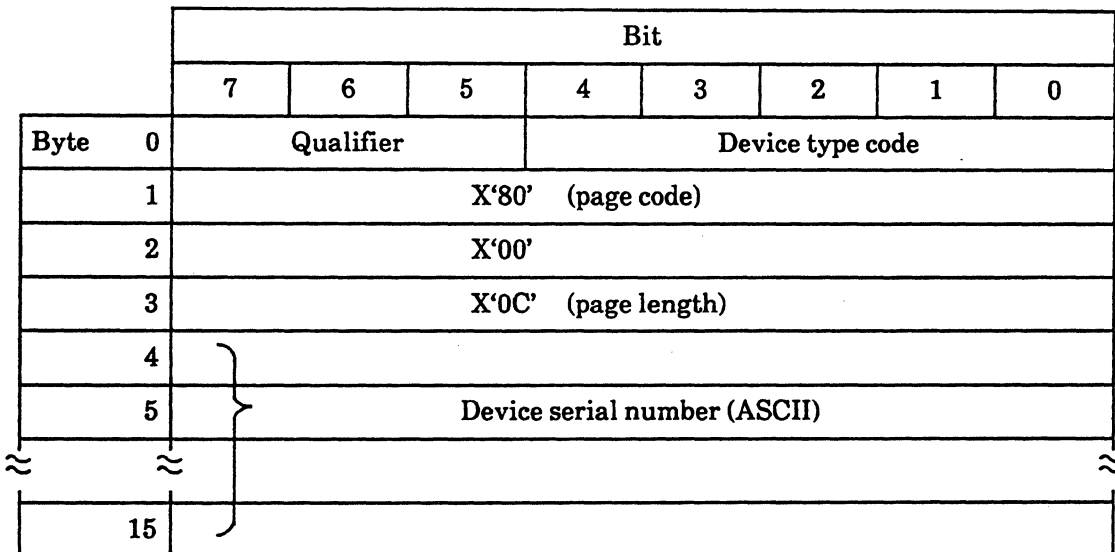 Bit
7 6 5 4 3 2 1 0
Byte 0 Qualifier Device type code
1 X‘80’ (page code)
2 X‘00’
3 X‘0C’ (page length)
4
5 Device serial number (ASCII)
15